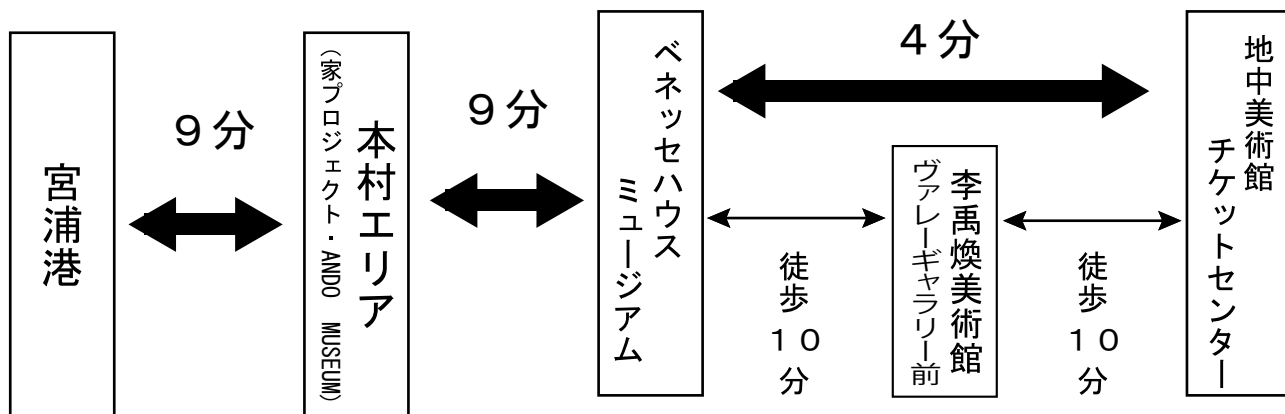 宮浦港
９分
本村エリア
（家プロジェクト・ANDO MUSEUM）
９分
ベネッセハウス
ミュージアム
４分
徒歩１０分
李禹煥美術館
ヴァレーギャラリー前
徒歩１０分
地中美術館
チケットセンター